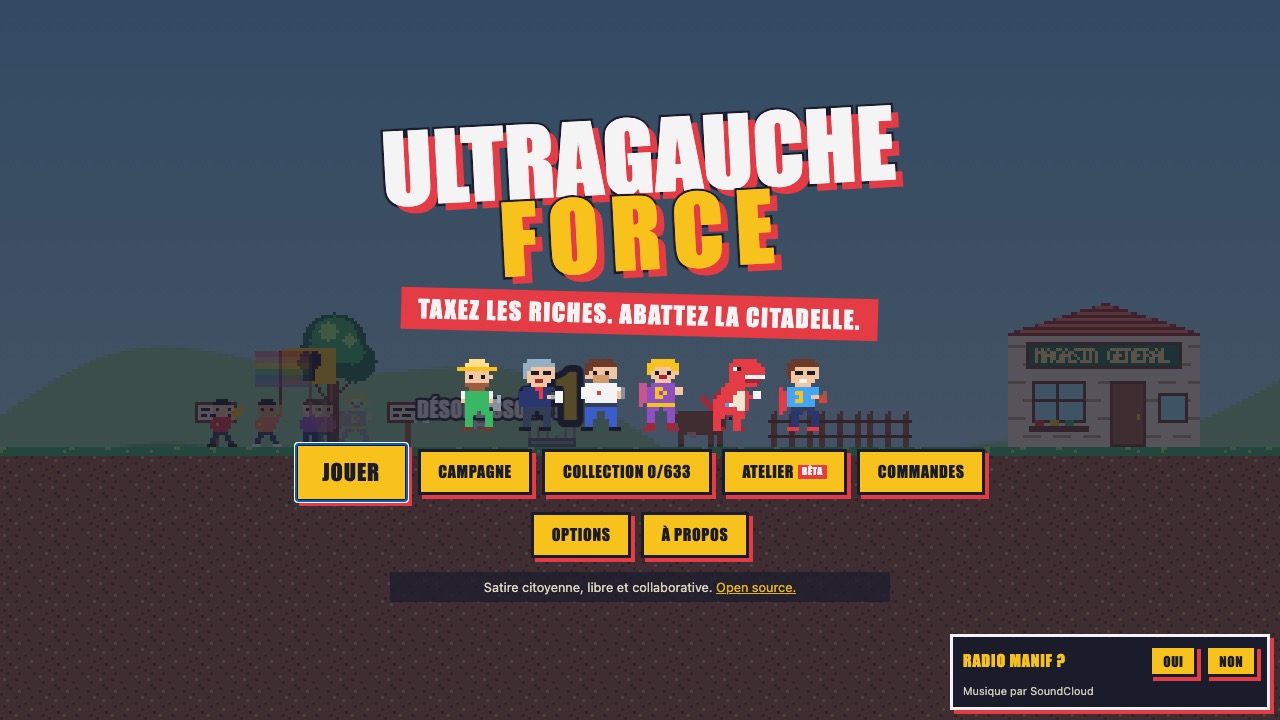 ULTRAGAUCHE
FORCE
TAXEZ LES RICHES. ABATTEZ LA CITADELLE.
MAGASIN GENERAL
1
JOUER
CAMPAGNE
COLLECTION 0/633
ATELIER BÊTA
COMMANDES
OPTIONS
À PROPOS
Satire citoyenne, libre et collaborative. Open source.
RADIO MANIF ?
OUI
NON
Musique par SoundCloud